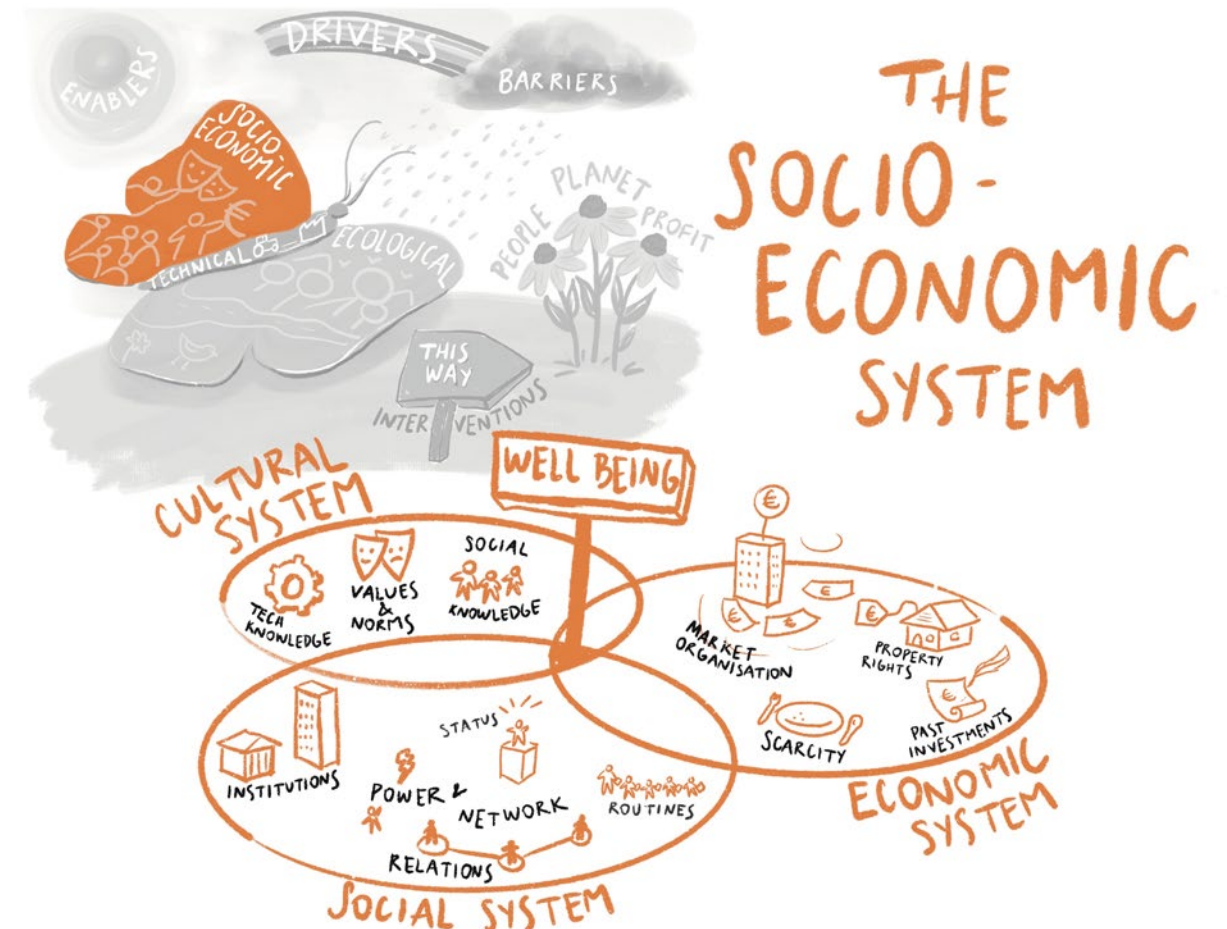 DRIVERS
BARRIERS
ENABLERS
SOCIO-
ECONOMIC
TECHNICAL
ECOLOGICAL
PEOPLE
PLANET
PROFIT
THIS
WAY
INTERVENTIONS
THE
SOCIO-
ECONOMIC
SYSTEM
WELL BEING
CULTURAL
SYSTEM
TECH
KNOWLEDGE
VALUES
&
NORMS
SOCIAL
KNOWLEDGE
€
€
€
€
€
€
MARKET
ORGANISATION
PROPERTY
RIGHTS
SCARCITY
PAST
INVESTMENTS
ECONOMIC
SYSTEM
INSTITUTIONS
STATUS
POWER &
NETWORK
RELATIONS
ROUTINES
SOCIAL SYSTEM